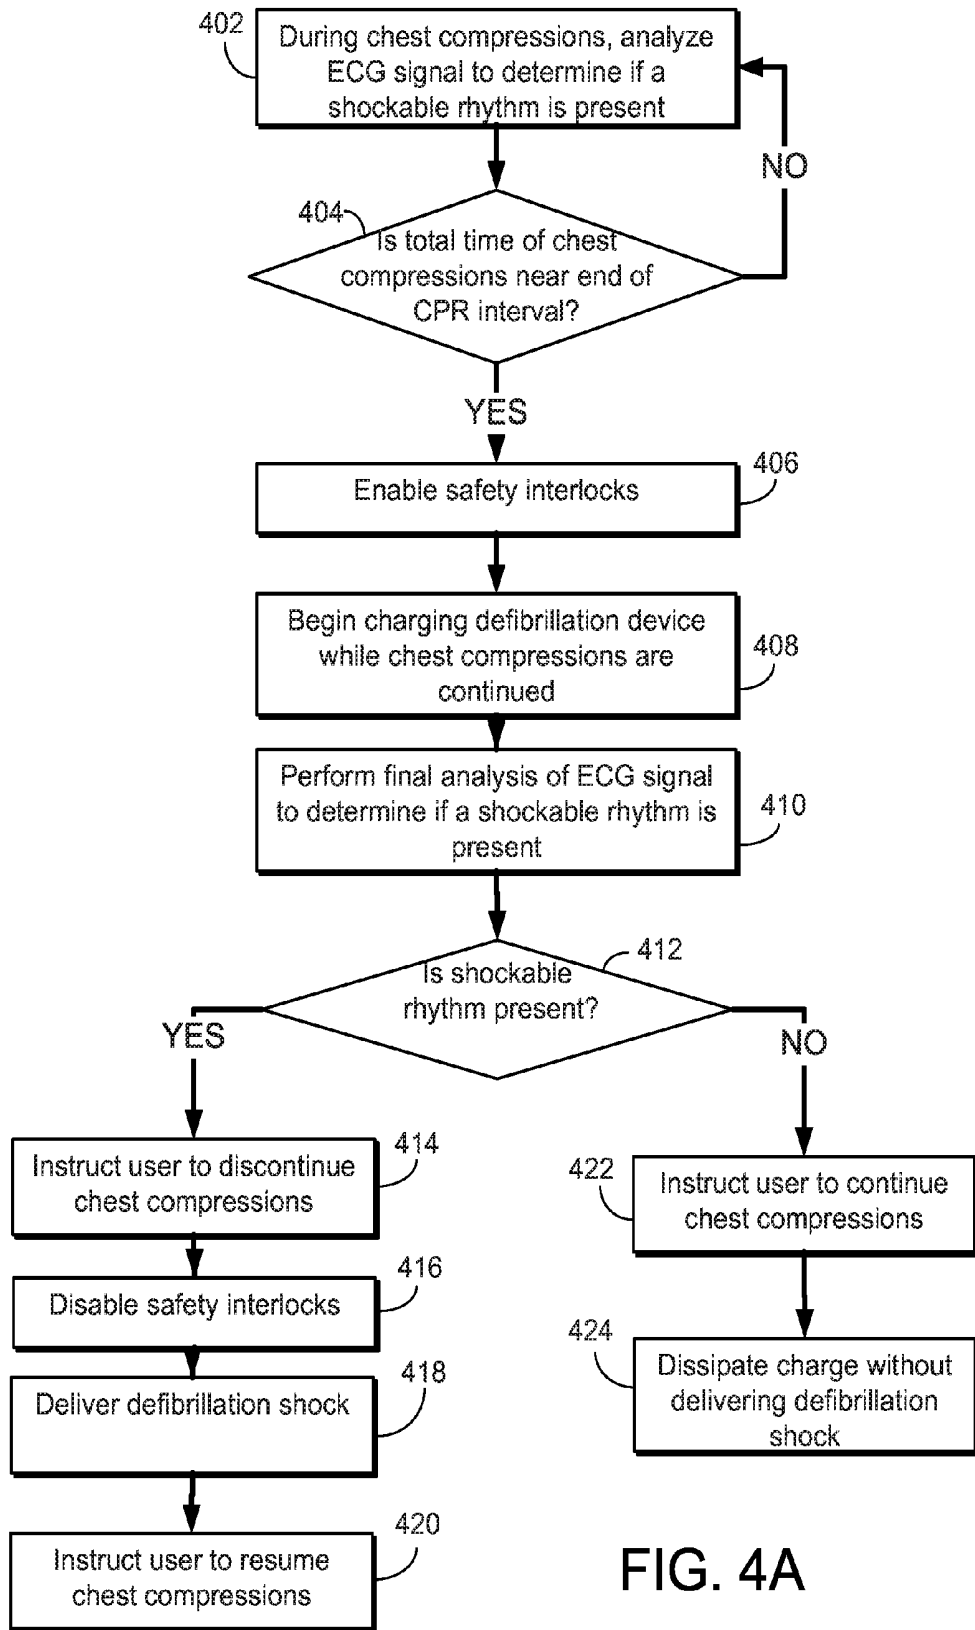 402
During chest compressions, analyze
ECG signal to determine if a
shockable rhythm is present
NO
404
Is total time of chest
compressions near end of
CPR interval?
YES
406
Enable safety interlocks
Begin charging defibrillation device
while chest compressions are
continued
408
Perform final analysis of ECG signal
to determine if a shockable rhythm is
present
410
412
Is shockable
rhythm present?
YES
NO
414
Instruct user to discontinue
chest compressions
422
Instruct user to continue
chest compressions
416
Disable safety interlocks
424
Dissipate charge without
delivering defibrillation
shock
418
Deliver defibrillation shock
420
Instruct user to resume
chest compressions
FIG. 4A